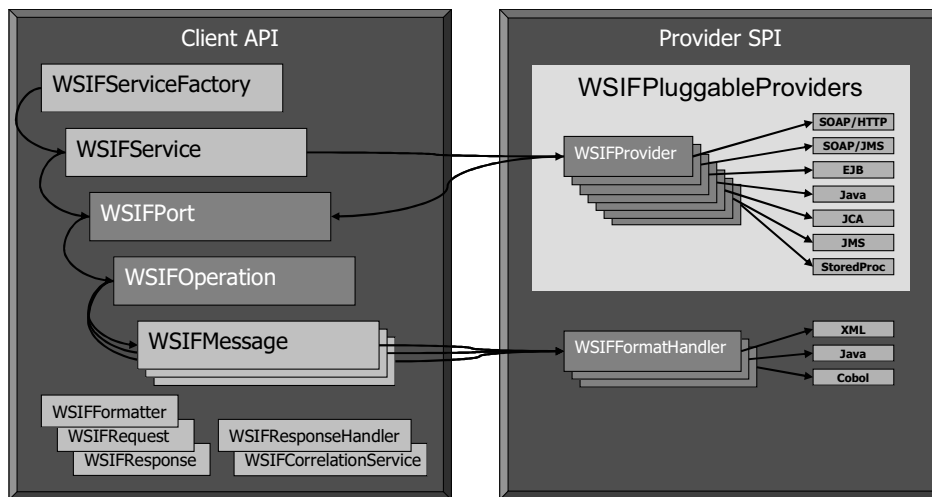 Client API
WSIFServiceFactory
WSIFService
WSIFPort
WSIFOperation
WSIFMessage
WSIFFormatter
WSIFRequest
WSIFResponse
WSIFResponseHandler
WSIFCorrelationService
Provider SPI
WSIFPluggableProviders
WSIFProvider
SOAP/HTTP
SOAP/JMS
EJB
Java
JCA
JMS
StoredProc
WSIFFormatHandler
XML
Java
Cobol